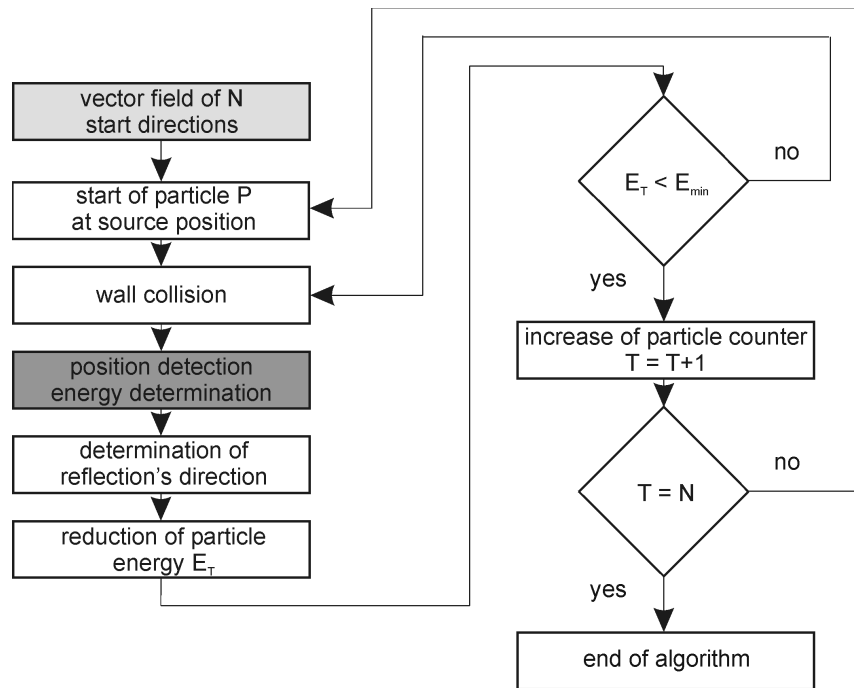 vector field of N
start directions
start of particle P
at source position
wall collision
position detection
energy determination
determination of
reflection's direction
reduction of particle
energy E_T
E_T < E_min
no
yes
increase of particle counter
T = T+1
T = N
no
yes
end of algorithm